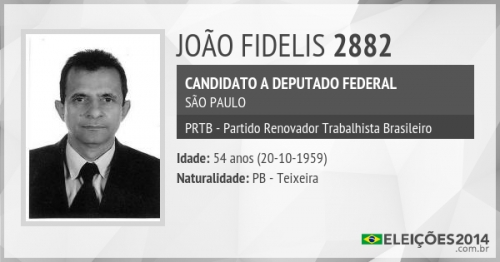 JOÃO FIDELIS 2882
CANDIDATO A DEPUTADO FEDERAL
SÃO PAULO
PRTB - Partido Renovador Trabalhista Brasileiro
Idade: 54 anos (20-10-1959)
Naturalidade: PB - Teixeira
ELEIÇÕES2014
.com.br